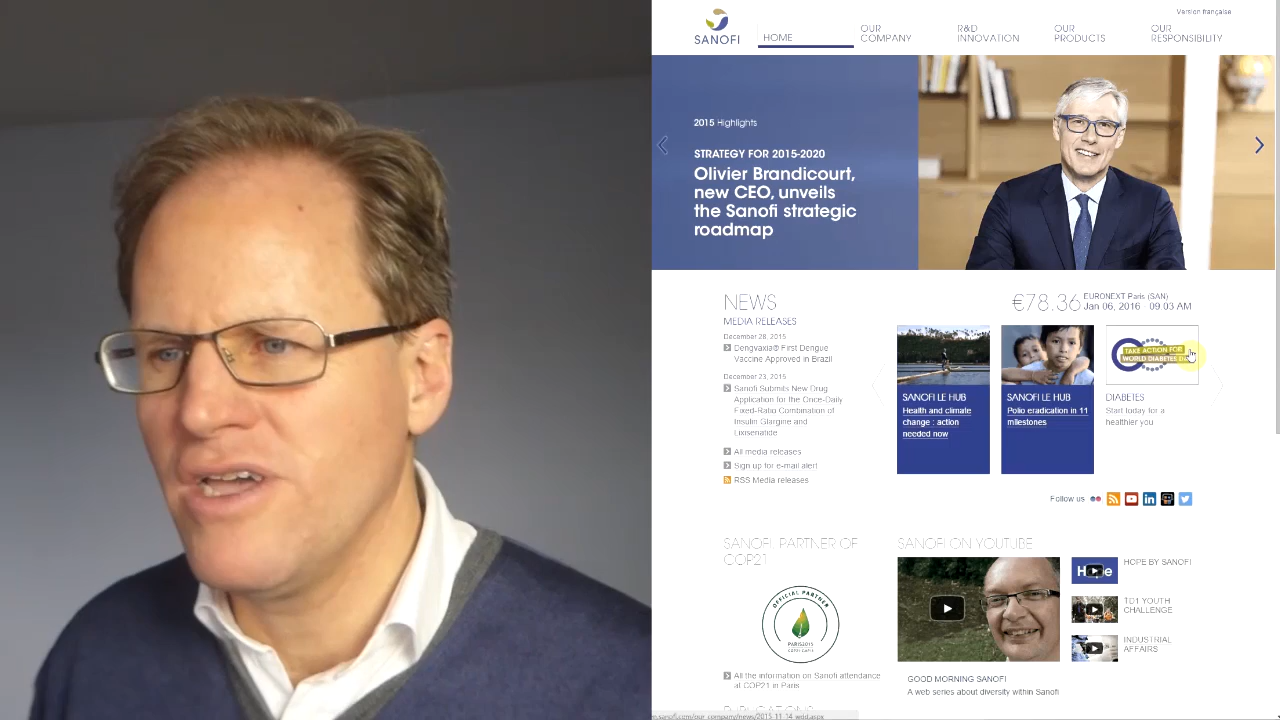 Version française
SANOFI
HOME
OUR COMPANY
R&D INNOVATION
OUR PRODUCTS
OUR RESPONSIBILITY
2015 Highlights
STRATEGY FOR 2015-2020
Olivier Brandicourt,
new CEO, unveils
the Sanofi strategic
roadmap
NEWS
MEDIA RELEASES
December 28, 2015
Dengvaxia® First Dengue
Vaccine Approved in Brazil
December 23, 2015
Sanofi Submits New Drug
Application for the Once-Daily
Fixed-Ratio Combination of
Insulin Glargine and
Lixisenatide
All media releases
Sign up for e-mail alert
RSS Media releases
€78.36
EURONEXT Paris (SAN)
Jan 06, 2016 - 09.03 AM
SANOFI LE HUB
Health and climate
change : action
needed now
SANOFI LE HUB
Polio eradication in 11
milestones
TAKE ACTION FOR
WORLD DIABETES
DIABETES
Start today for a
healthier you
Follow us
SANOFI, PARTNER OF
COP21
OFFICIAL PARTNER
PARIS2015
All the information on Sanofi attendance
at COP21 in Paris
SANOFI ON YOUTUBE
HOPE BY SANOFI
TD1 YOUTH
CHALLENGE
INDUSTRIAL
AFFAIRS
GOOD MORNING SANOFI
A web series about diversity within Sanofi